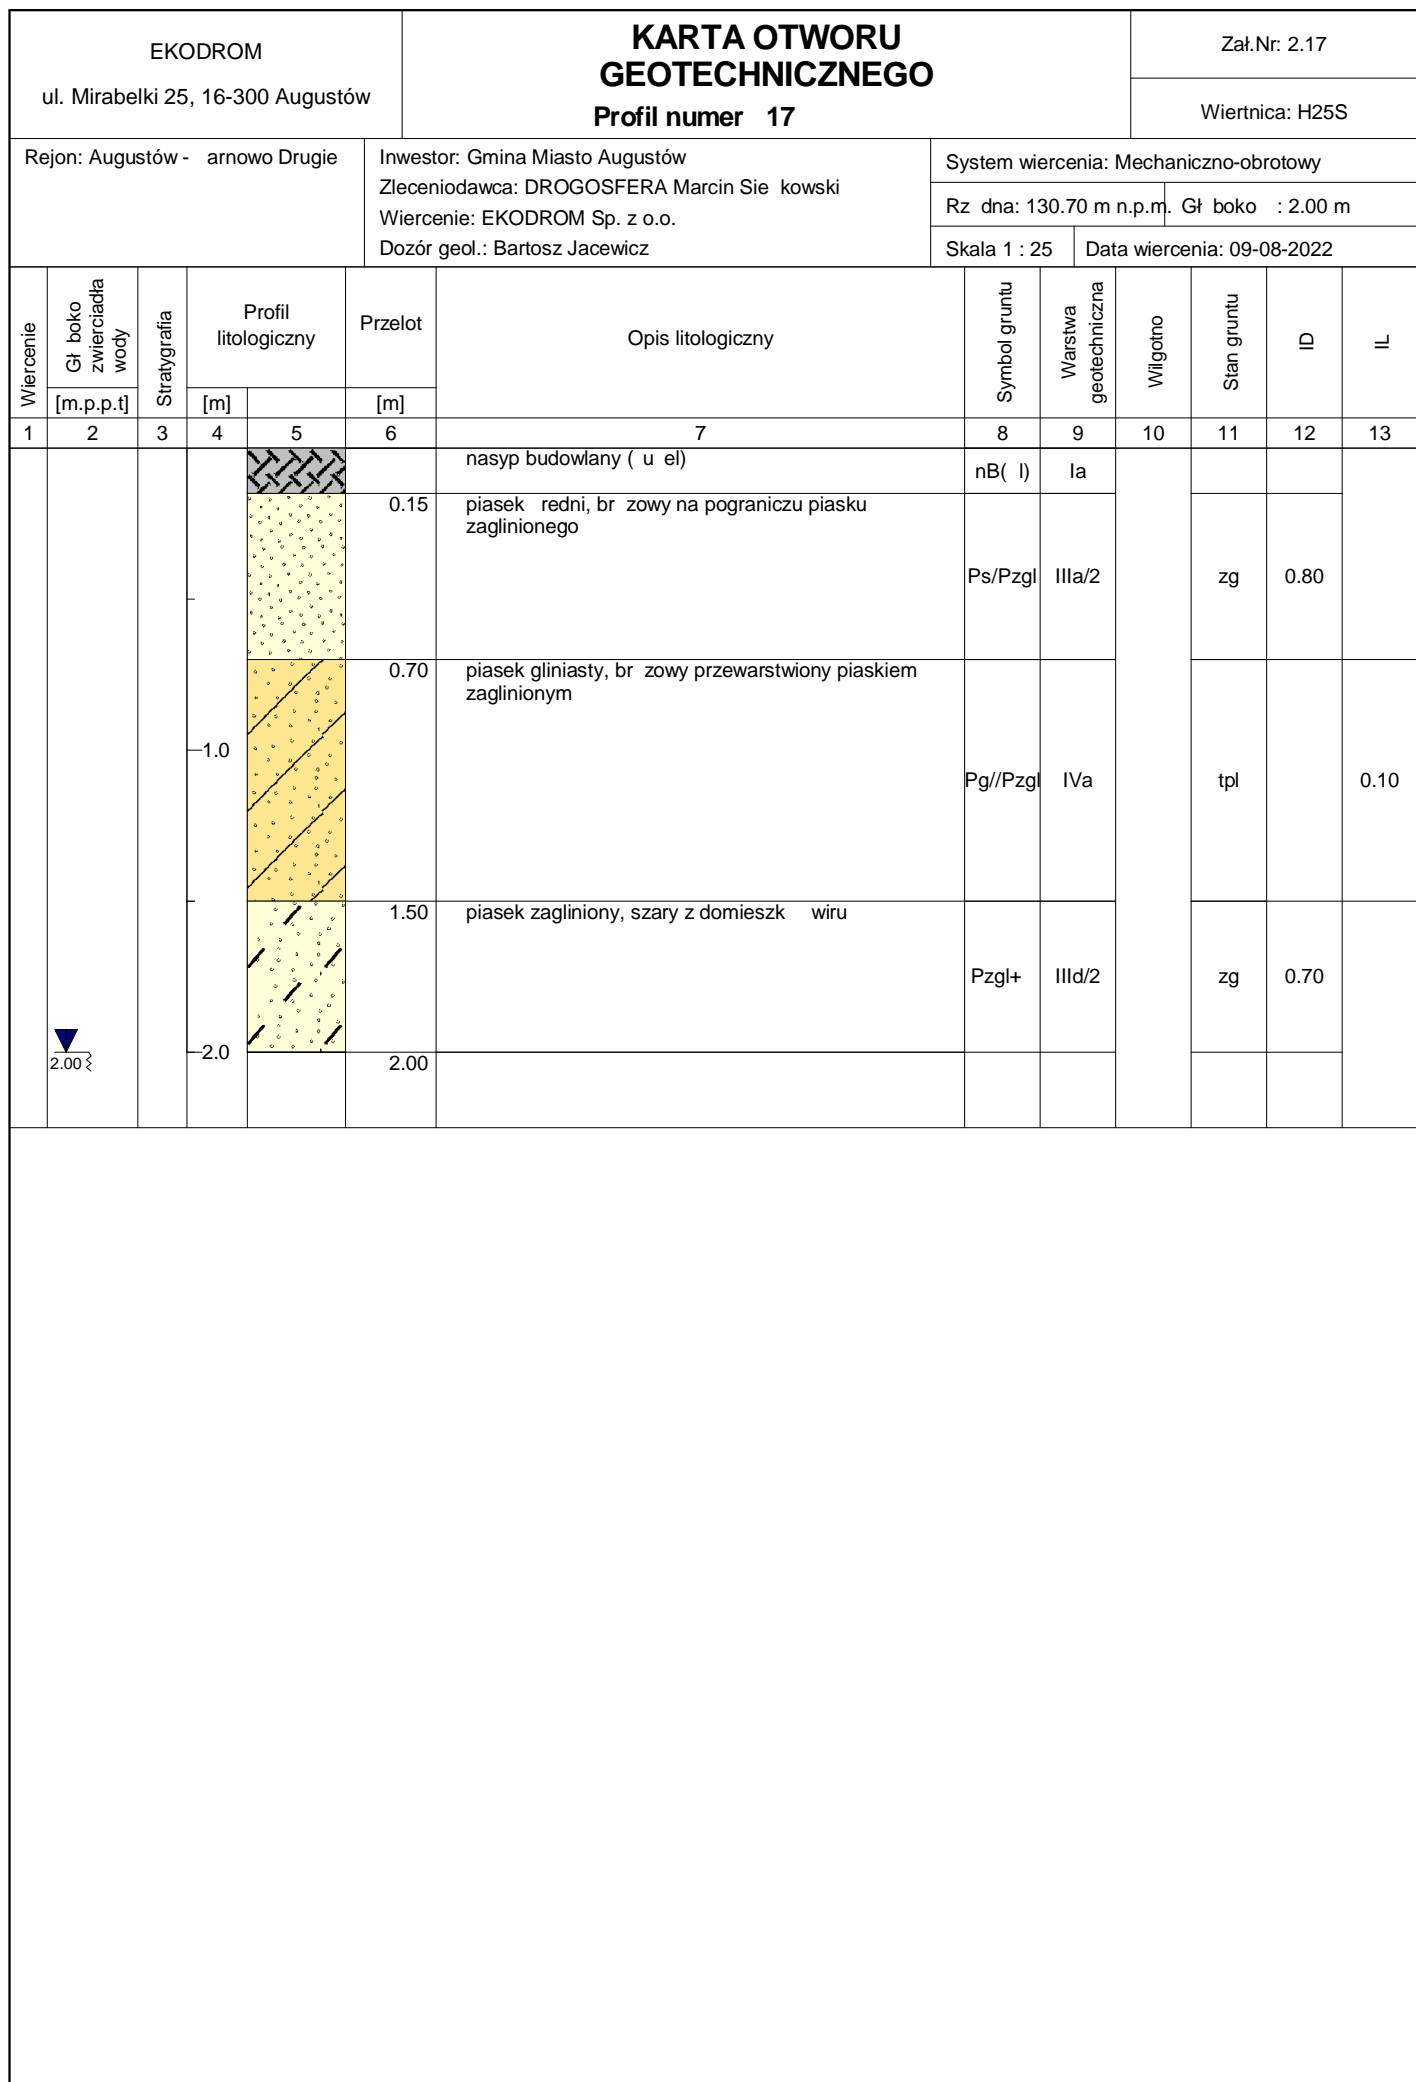 EKODROM
ul. Mirabelki 25, 16-300 Augustów
KARTA OTWORU
GEOTECHNICZNEGO
Profil numer 17
Zał.Nr: 2.17
Wiertnica: H25S
Rejon: Augustów - arnowo Drugie
Inwestor: Gmina Miasto Augustów
Zleceniodawca: DROGOSFERA Marcin Sie kowski
Wiercenie: EKODROM Sp. z o.o.
Dozór geol.: Bartosz Jacewicz
System wiercenia: Mechaniczno-obrotowy
Rz dna: 130.70 m n.p.m. Gł boko : 2.00 m
Skala 1 : 25 Data wiercenia: 09-08-2022
Wiercenie
Gł boko
zwierciadła
wody
[m.p.p.t]
Stratygrafia
Profil
litologiczny
[m]
Przelot
[m]
Opis litologiczny
Symbol gruntu
Warstwa
geotechniczna
Wilgotno
Stan gruntu
ID
IL
1 2 3 4 5 6 7 8 9 10 11 12 13
nasyp budowlany ( u el)
nB( l) Ia
0.15 piasek redni, br zowy na pograniczu piasku
zaglinionego
Ps/Pzgl IIIa/2 zg 0.80
0.70 piasek gliniasty, br zowy przewarstwiony piaskiem
zaglinionym
1.0
Pg//Pzgl IVa tpl 0.10
1.50 piasek zagliniony, szary z domieszk wiru
Pzgl+ IIId/2 zg 0.70
2.0
2.00
2.00